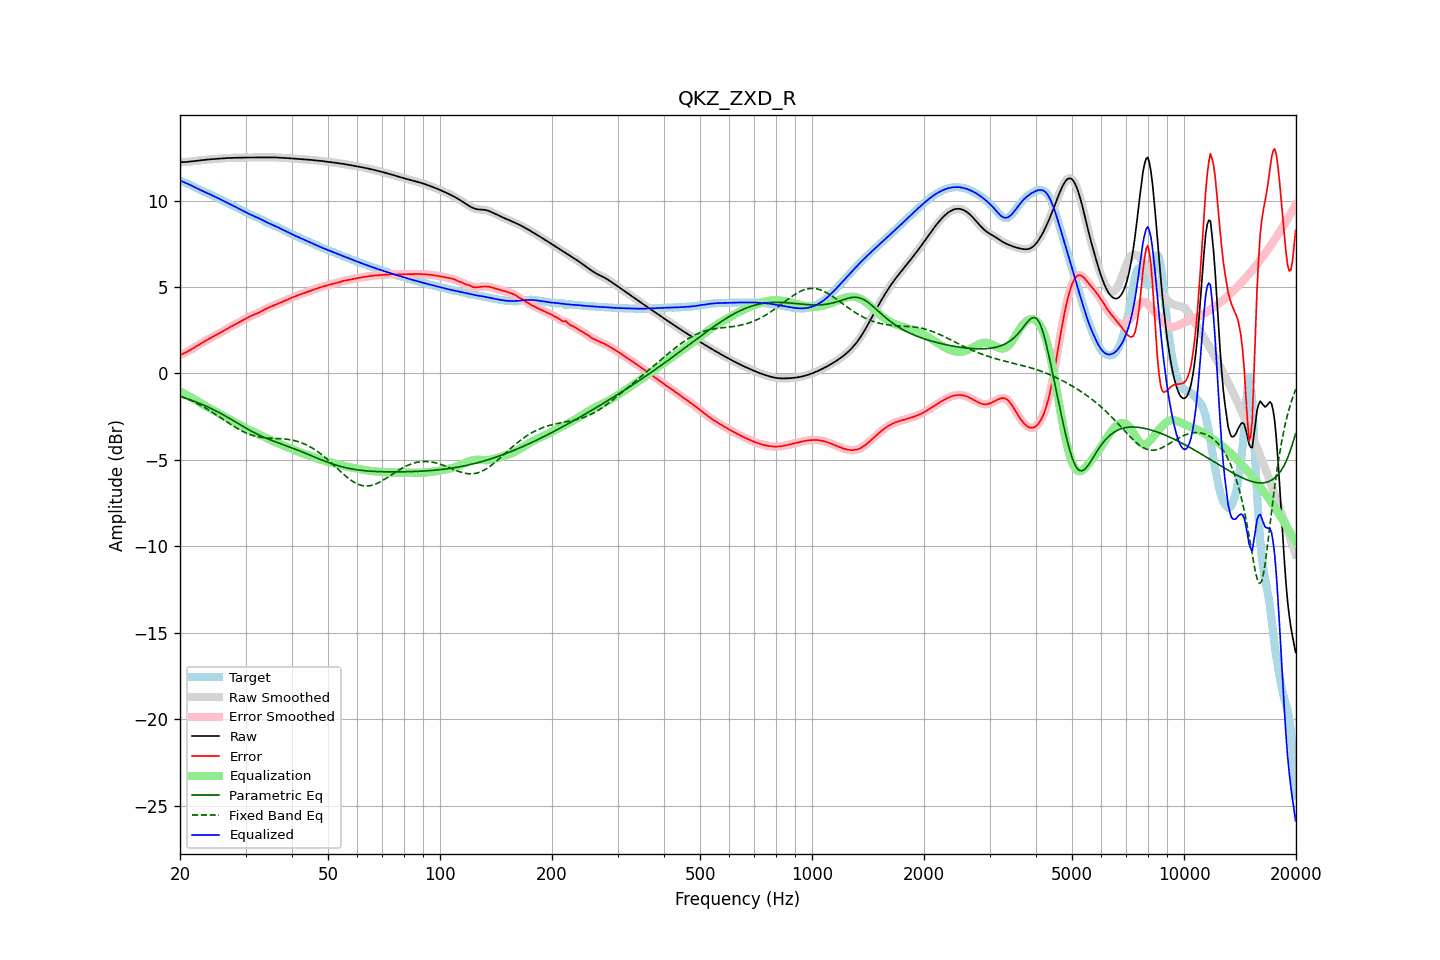 QKZ_ZXD_R
Amplitude (dBr)
10
5
0
−5
−10
−15
−20
−25
Target
Raw Smoothed
Error Smoothed
Raw
Error
Equalization
Parametric Eq
Fixed Band Eq
Equalized
20 50 100 200 500 1000 2000 5000 10000 20000
Frequency (Hz)